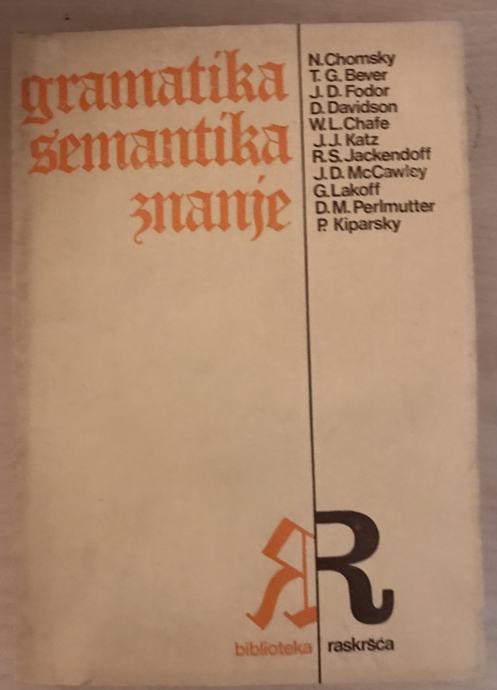 gramatika
semantika
znanje
N. Chomsky
T. G. Bever
J. D. Fodor
D. Davidson
W. L. Chafe
J. J. Katz
R. S. Jackendoff
J. D. McCawley
G. Lakoff
D. M. Perlmutter
P. Kiparsky
R R
biblioteka raskršća